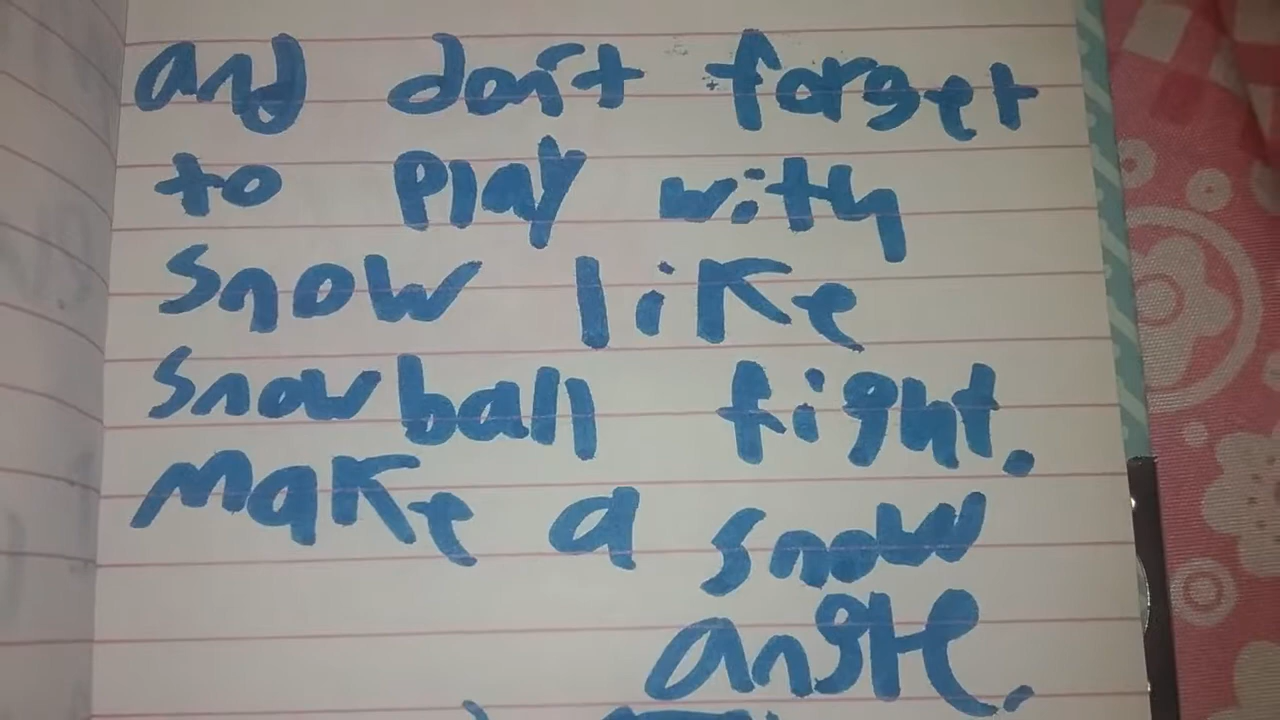 and don't forget
to play with
snow like
snowball fight.
make a snow
angle.